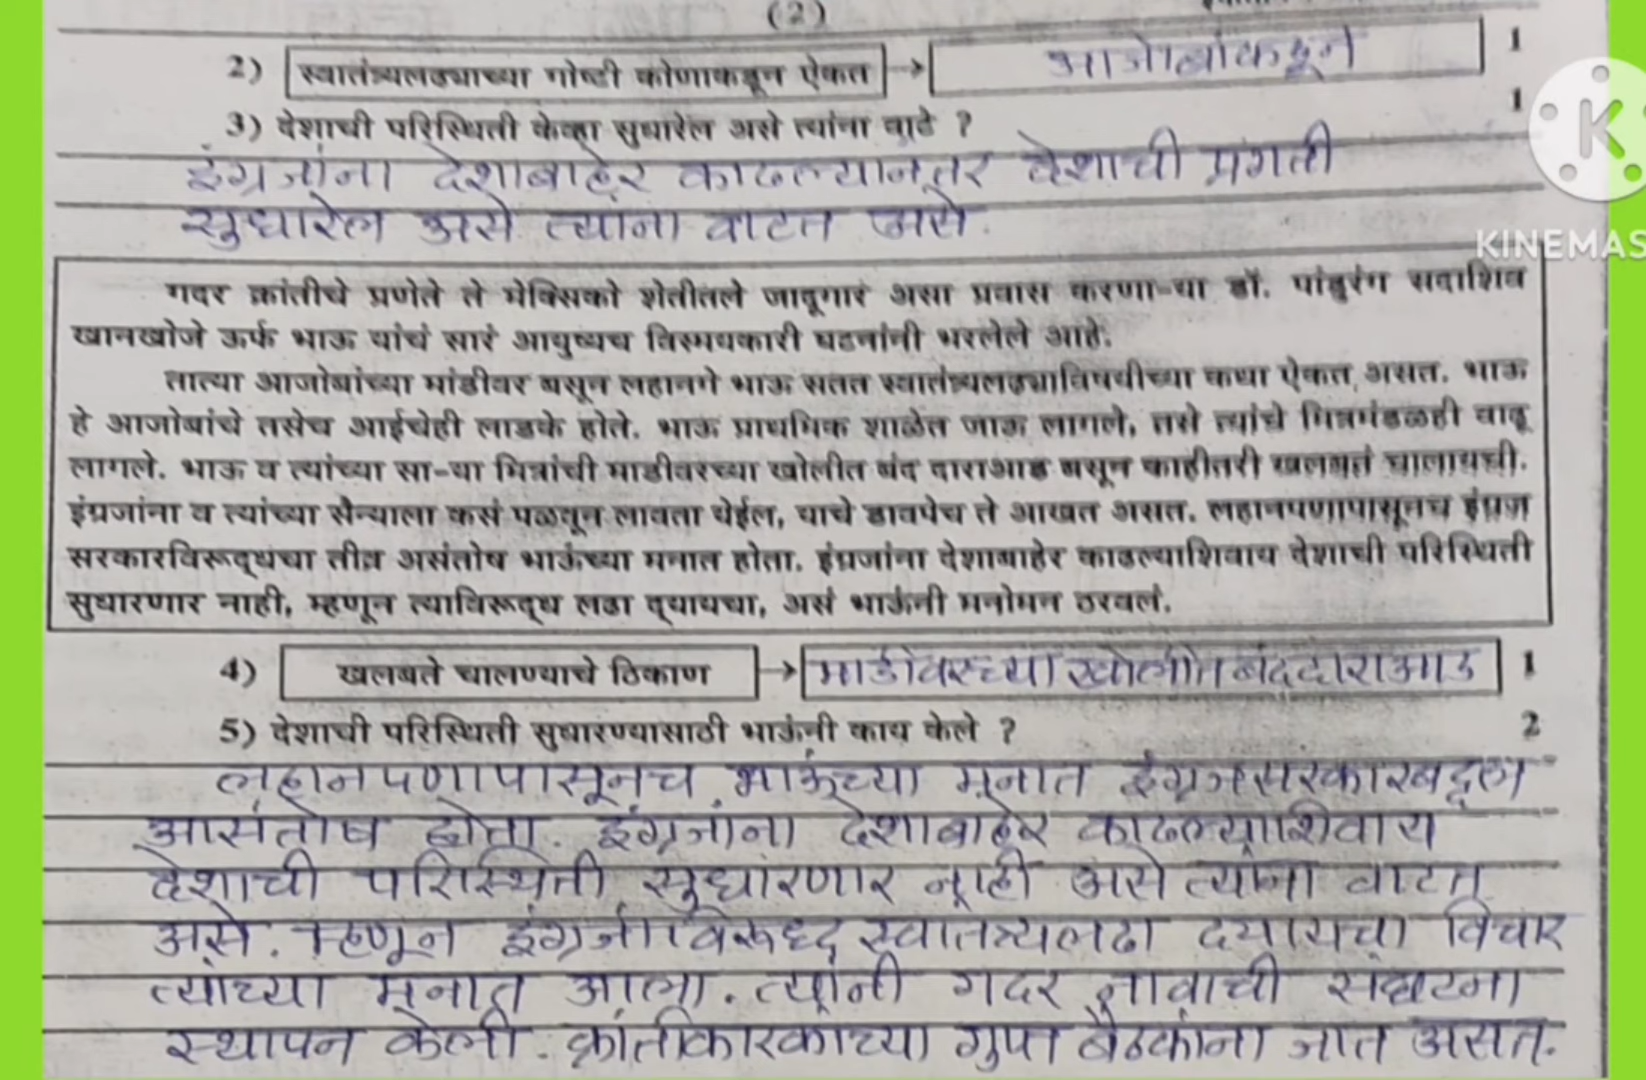 (2)
2) स्वातंत्र्यलढ्याच्या गोष्टी कोणाकडून ऐकत → आजोबांकडून 1
3) देशाची परिस्थिती केव्हा सुधारेल असे त्यांना वाटे ? 1
इंग्रजांना देशाबाहेर काढल्यानंतर देशाची प्रगती
सुधारेल असे त्यांना वाटत असे.
KINEMAS
गदर क्रांतीचे प्रणेते ते मेक्सिको शेतीतले जादूगार असा प्रवास करणा-या डॉ. पांडुरंग सदाशिव
खानखोजे ऊर्फ भाऊ यांचं सारं आयुष्यच विस्मयकारी घटनांनी भरलेले आहे.
तात्या आजोबांच्या मांडीवर बसून लहानगे भाऊ सतत स्वातंत्र्यलढ्याविषयीच्या कथा ऐकत असत. भाऊ
हे आजोबांचे तसेच आईचेही लाडके होते. भाऊ प्राथमिक शाळेत जाऊ लागले, तसे त्यांचे मित्रमंडळही वाढू
लागले. भाऊ व त्यांच्या सा-या मित्रांची माडीवरच्या खोलीत बंद दाराआड बसून काहीतरी खलबतं चालायची.
इंग्रजांना व त्यांच्या सैन्याला कसं पळवून लावता येईल, याचे डावपेच ते आखत असत. लहानपणापासूनच इंग्रज
सरकारविरूद्धचा तीव्र असंतोष भाऊंच्या मनात होता. इंग्रजांना देशाबाहेर काढल्याशिवाय देशाची परिस्थिती
सुधारणार नाही, म्हणून त्याविरूद्ध लढा द्यायचा, असं भाऊंनी मनोमन ठरवलं.
4) खलबते चालण्याचे ठिकाण → माडीवरच्या खोलीत बंद दाराआड 1
5) देशाची परिस्थिती सुधारण्यासाठी भाऊंनी काय केले ? 2
लहानपणापासूनच भाऊंच्या मनात इंग्रजसरकारबद्दल
आसंतोष होता. इंग्रजांना देशाबाहेर काढल्याशिवाय
देशाची परिस्थिती सुधारणार नाही असे त्यांना वाटत
असे. म्हणून इंग्रजांविरूध्द स्वातंत्र्यलढा दयायचा विचार
त्यांच्या मनात आला. त्यांनी गदर नावाची संघटना
स्थापन केली. क्रांतीकारकाच्या गुप्त बैठकांना जात असत.